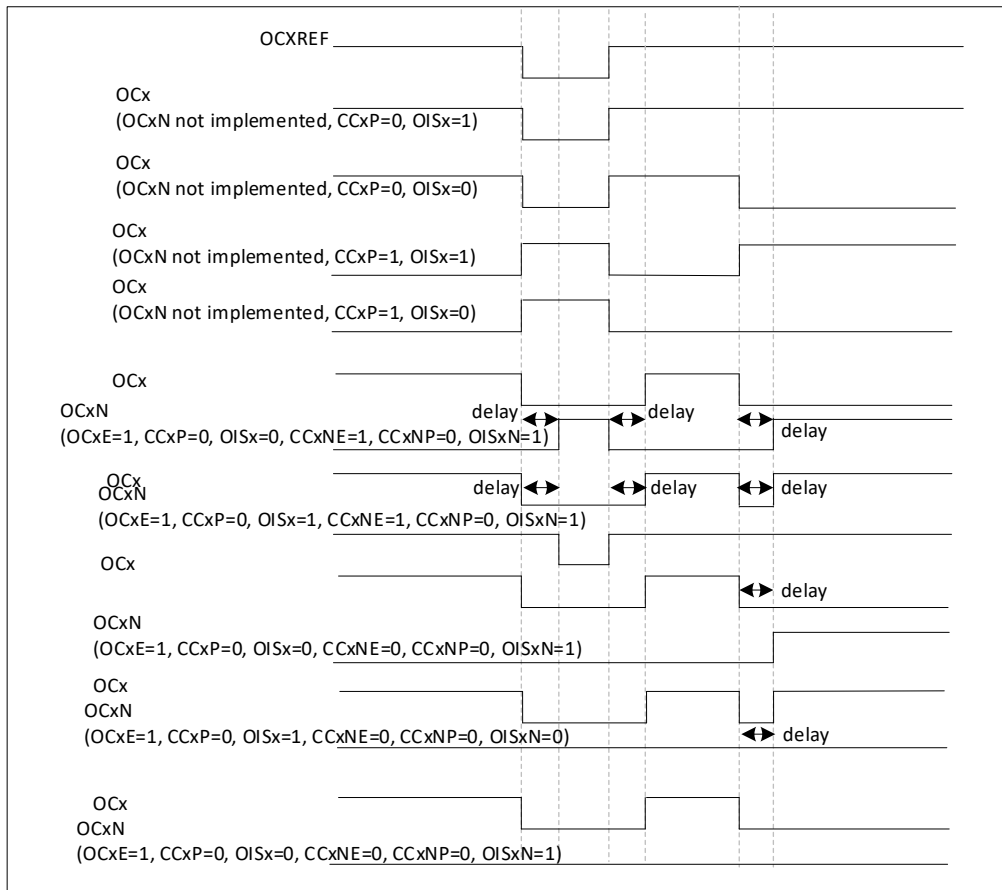 OCXREF
OCx
(OCxN not implemented, CCxP=0, OISx=1)
OCx
(OCxN not implemented, CCxP=0, OISx=0)
OCx
(OCxN not implemented, CCxP=1, OISx=1)
OCx
(OCxN not implemented, CCxP=1, OISx=0)
OCx
OCxN
delay
delay
delay
(OCxE=1, CCxP=0, OISx=0, CCxNE=1, CCxNP=0, OISxN=1)
OCx
delay
delay
delay
OCxN
(OCxE=1, CCxP=0, OISx=1, CCxNE=1, CCxNP=0, OISxN=1)
OCx
delay
OCxN
(OCxE=1, CCxP=0, OISx=0, CCxNE=0, CCxNP=0, OISxN=1)
OCx
OCxN
(OCxE=1, CCxP=0, OISx=1, CCxNE=0, CCxNP=0, OISxN=0)
delay
OCx
OCxN
(OCxE=1, CCxP=0, OISx=0, CCxNE=0, CCxNP=0, OISxN=1)